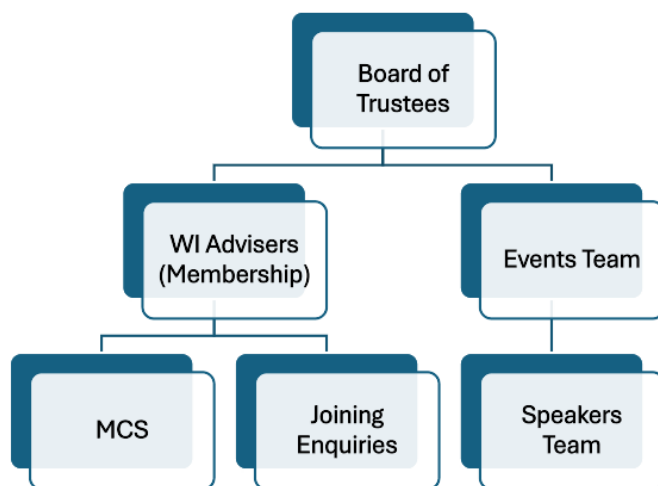 Board of
Trustees
WI Advisers
(Membership)
Events Team
MCS
Joining
Enquiries
Speakers
Team